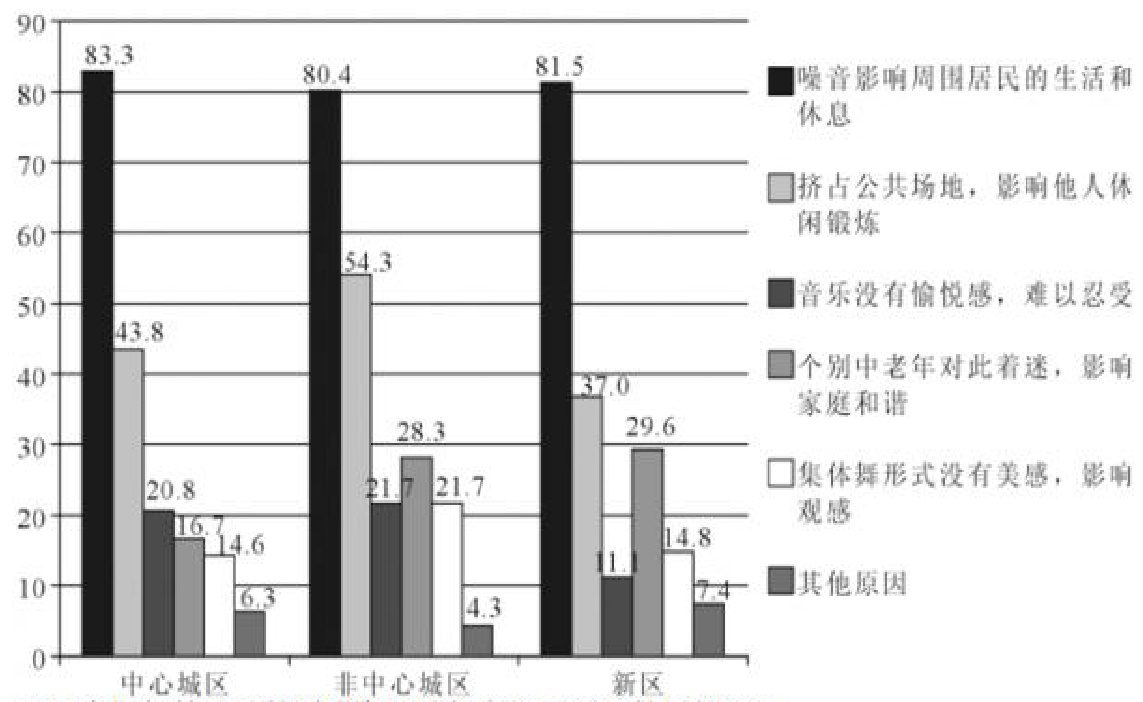 90
80
70
60
50
40
30
20
10
0
83.3
43.8
20.8
16.7
14.6
6.3
80.4
54.3
21.7
28.3
21.7
4.3
81.5
37.0
11.1
29.6
14.8
7.4
中心城区
非中心城区
新区
噪音影响周围居民的生活和
休息
挤占公共场地，影响他人休
闲锻炼
音乐没有愉悦感，难以忍受
个别中老年对此着迷，影响
家庭和谐
集体舞形式没有美感，影响
观感
其他原因